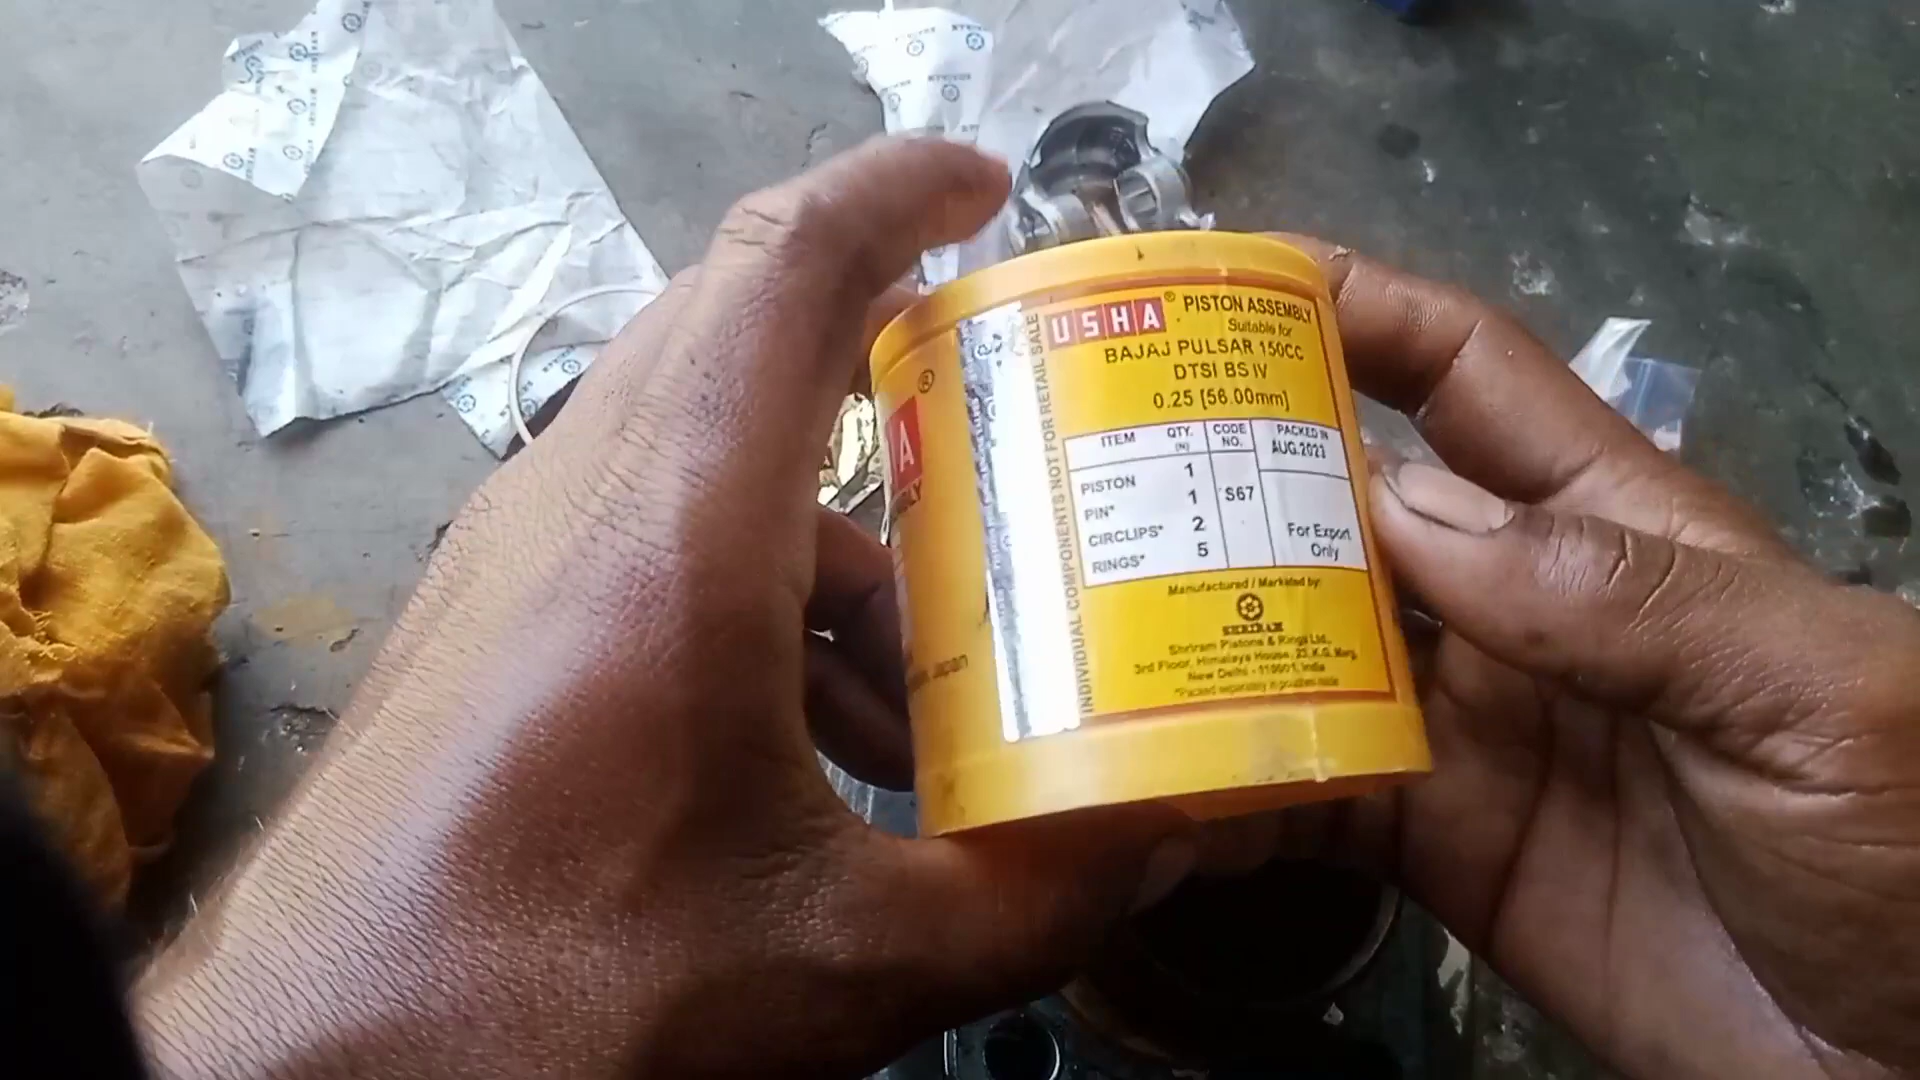 USHA® PISTON ASSEMBLY
Suitable for
BAJAJ PULSAR 150CC
DTSI BS IV
0.25 [56.00mm]
ITEM QTY. (N) CODE NO. PACKED IN AUG.2023
PISTON 1
PIN* 1
CIRCLIPS* 2
RINGS* 5
S67
For Export Only
Manufactured / Marketed by:
SHRIRAM
Shriram Pistons & Rings Ltd.,
3rd Floor, Himalaya House, 23, K.G. Marg,
New Delhi - 110001, India
*Packed separately in pouches inside
INDIVIDUAL COMPONENTS NOT FOR RETAIL SALE
A®
Japan